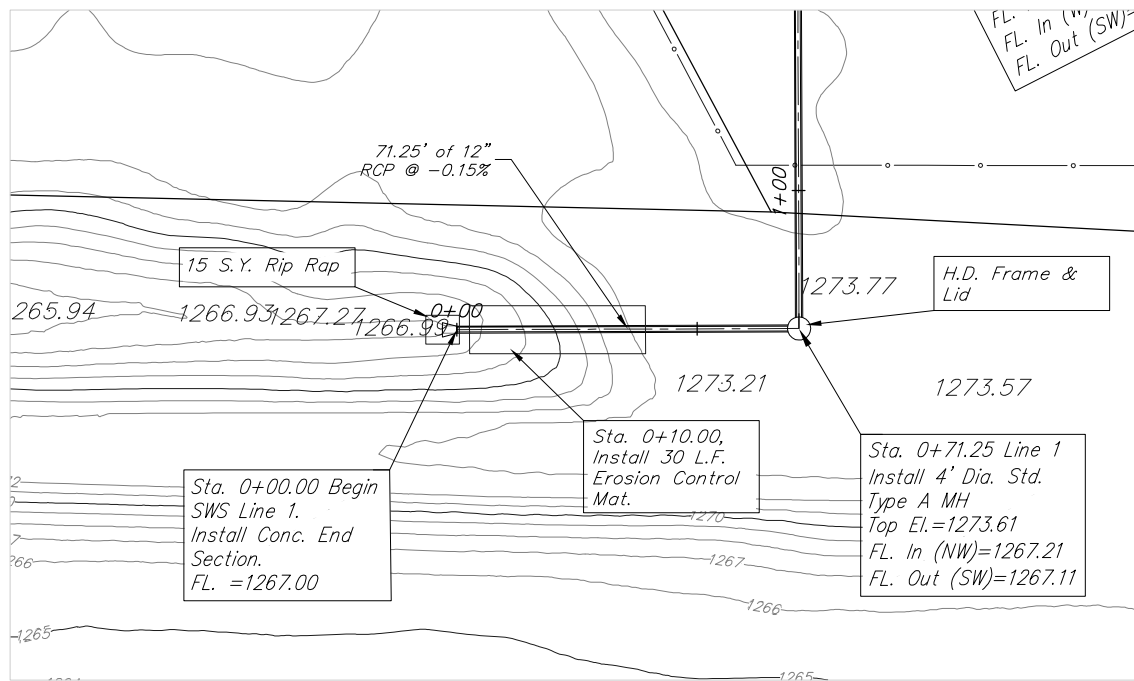 FL.
FL. In (W)=
FL. Out (SW)=
71.25' of 12"
RCP @ -0.15%
1+00
15 S.Y. Rip Rap
H.D. Frame &
Lid
1273.77
265.94
1266.93
1267.27
1266.99
0+00
1273.21
1273.57
Sta. 0+10.00,
Install 30 L.F.
Erosion Control
Mat.
Sta. 0+71.25 Line 1
Install 4' Dia. Std.
Type A MH
Top El.=1273.61
FL. In (NW)=1267.21
FL. Out (SW)=1267.11
Sta. 0+00.00 Begin
SWS Line 1.
Install Conc. End
Section.
FL. =1267.00
1270
1267
1266
266
1265
1265